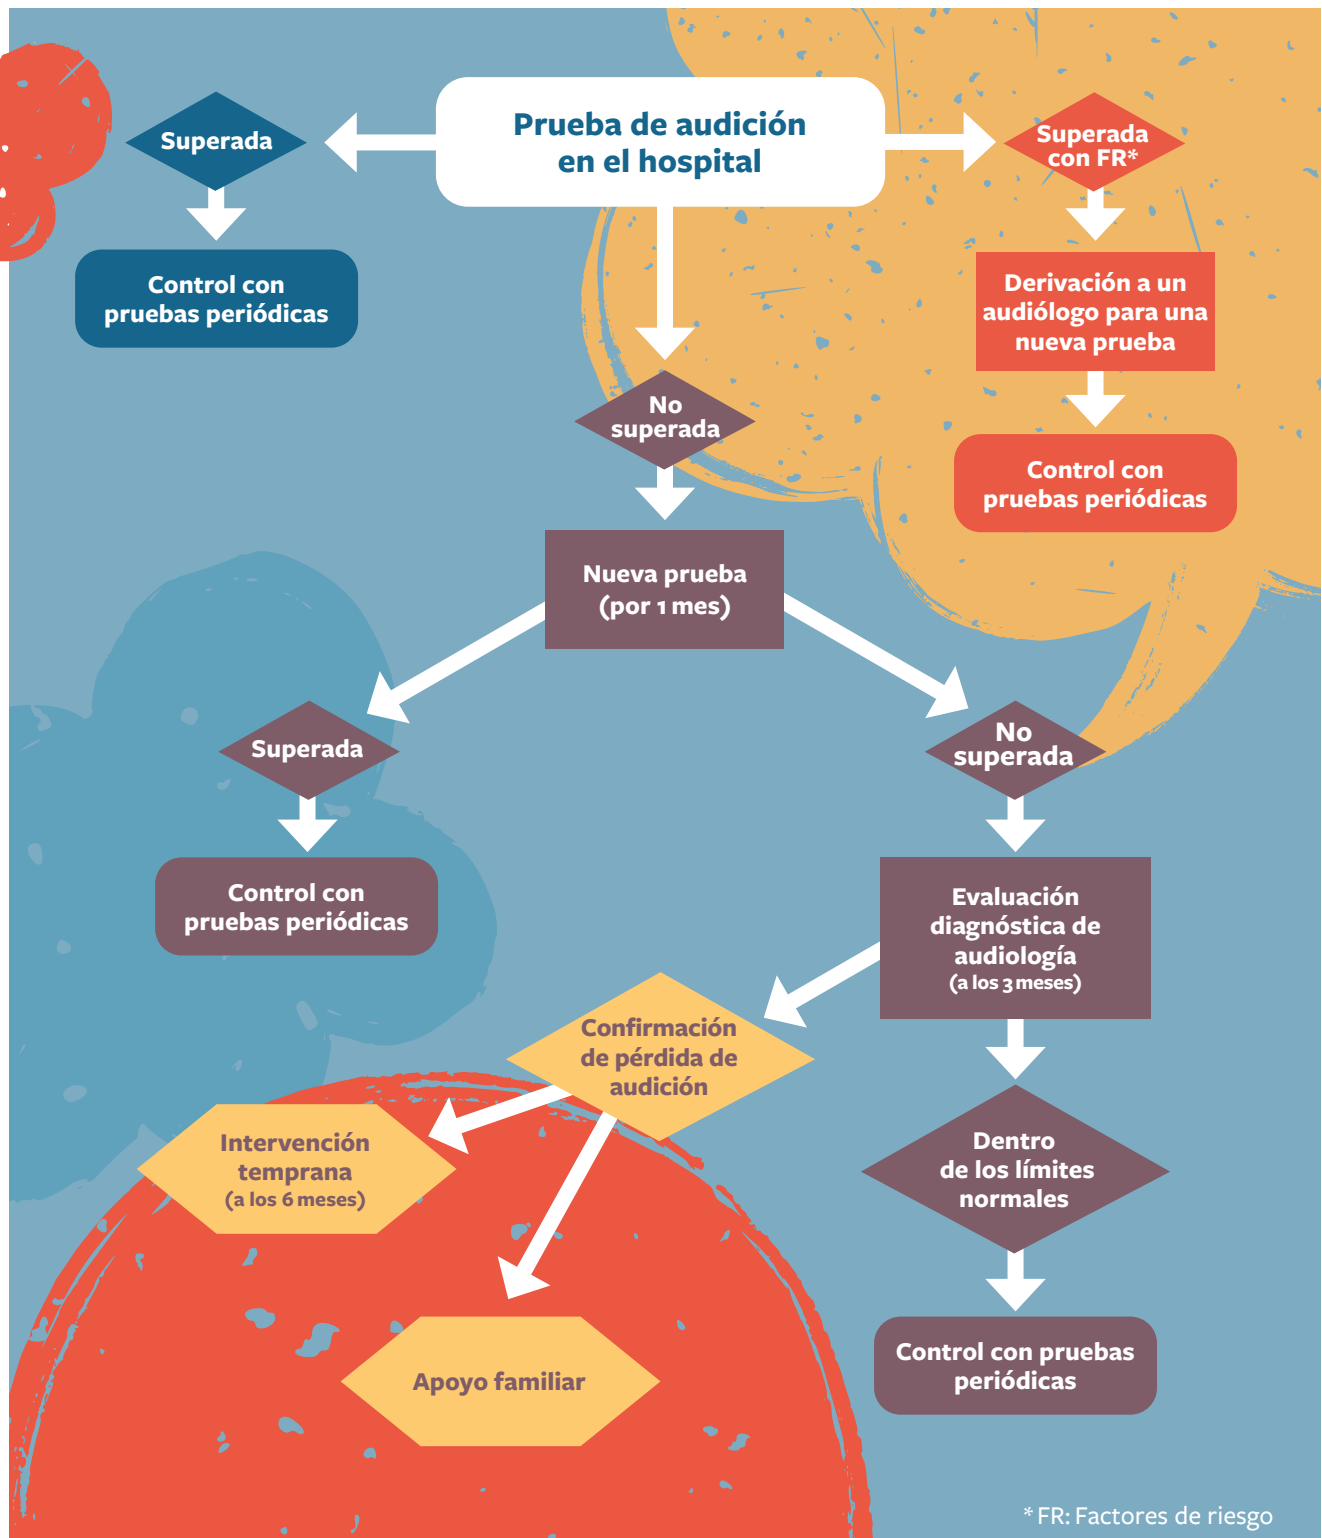 Prueba de audición
en el hospital
Superada
Control con
pruebas periódicas
Superada
con FR*
Derivación a un
audiólogo para una
nueva prueba
Control con
pruebas periódicas
No
superada
Nueva prueba
(por 1 mes)
Superada
Control con
pruebas periódicas
No
superada
Evaluación
diagnóstica de
audiología
(a los 3 meses)
Confirmación
de pérdida de
audición
Intervención
temprana
(a los 6 meses)
Apoyo familiar
Dentro
de los límites
normales
Control con pruebas
periódicas
* FR: Factores de riesgo